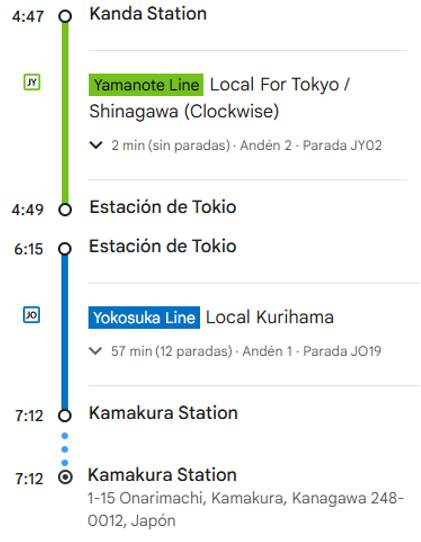 4:47 Kanda Station
JY Yamanote Line Local For Tokyo /
Shinagawa (Clockwise)
2 min (sin paradas) · Andén 2 · Parada JY02
4:49 Estación de Tokio
6:15 Estación de Tokio
JO Yokosuka Line Local Kurihama
57 min (12 paradas) · Andén 1 · Parada JO19
7:12 Kamakura Station
7:12 Kamakura Station
1-15 Onarimachi, Kamakura, Kanagawa 248-
0012, Japón